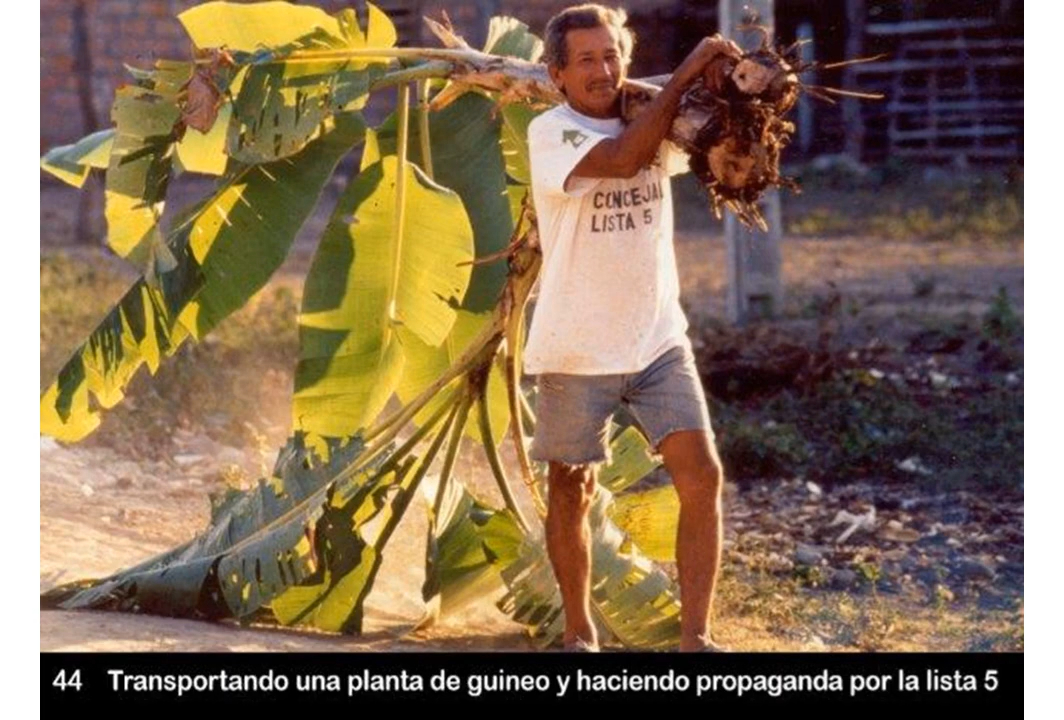 CONCEJAL
LISTA 5
44 Transportando una planta de guineo y haciendo propaganda por la lista 5